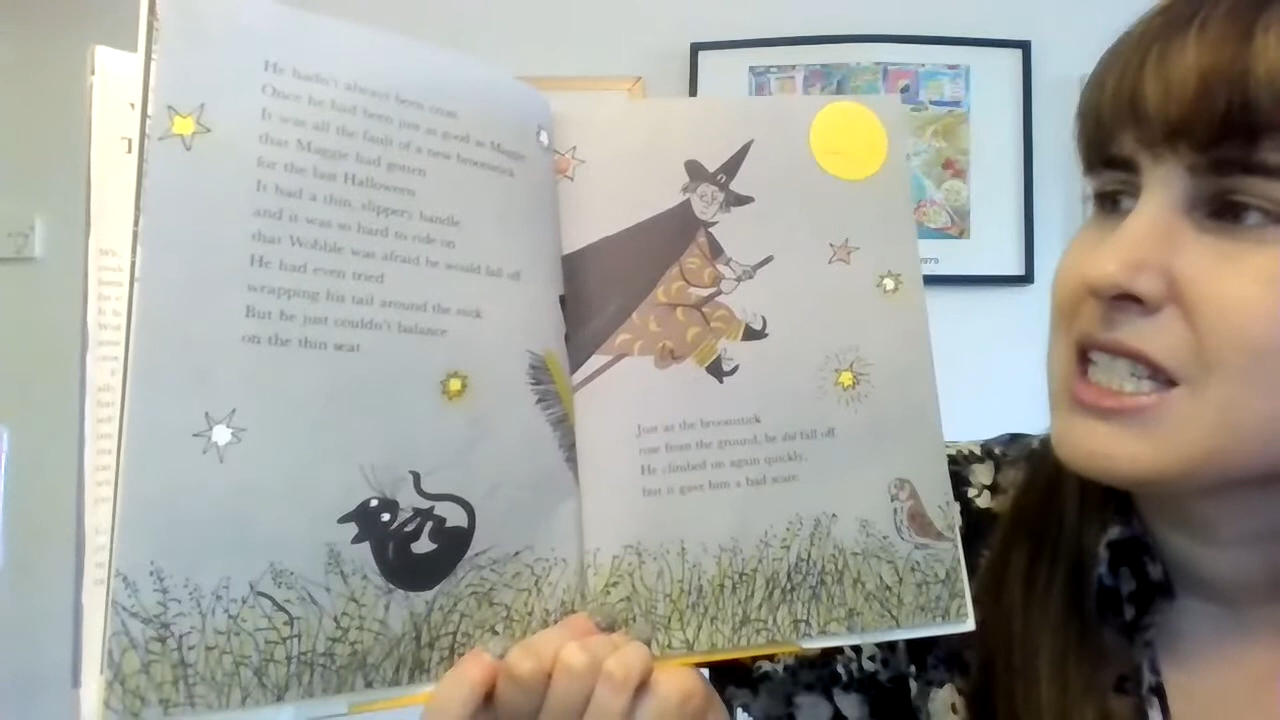 He hadn't always been cross.
Once he had been just as good as Maggie.
It was all the fault of a new broomstick
that Maggie had gotten
for the last Halloween
It had a thin, slippery handle
and it was so hard to ride on
that Wobble was afraid he would fall off
He had even tried
wrapping his tail around the stick
But he just couldn't balance
on the thin seat
Just as the broomstick
rose from the ground, he did fall off.
He climbed on again quickly,
but it gave him a bad scare.
1979